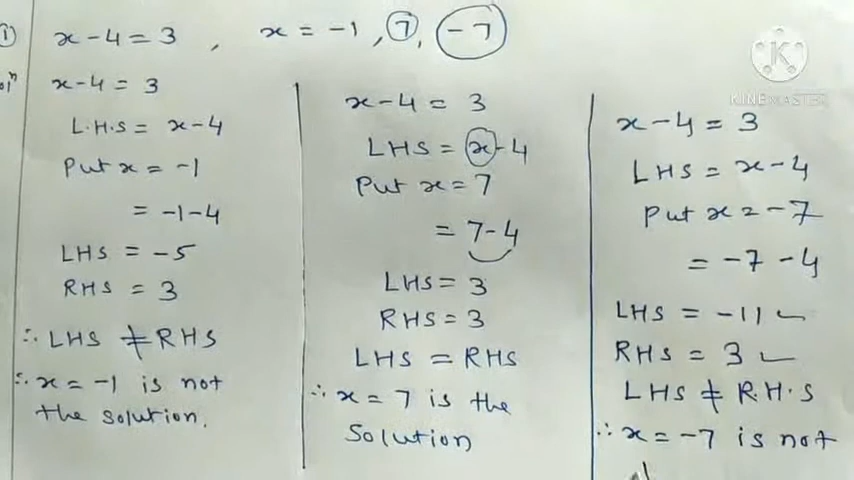 ① x-4=3 , x = -1, 7, -7
x-4 = 3
L.H.S = x-4
Put x = -1
= -1-4
LHS = -5
RHS = 3
∴ LHS ≠ RHS
∴ x = -1 is not
the solution.
x-4 = 3
LHS = x-4
Put x = 7
= 7-4
LHS = 3
RHS = 3
LHS = RHS
∴ x = 7 is the
Solution
x-4 = 3
LHS = x-4
Put x = -7
= -7 -4
LHS = -11
RHS = 3
LHS ≠ R.H.S
∴ x = -7 is not
KINEMASTER